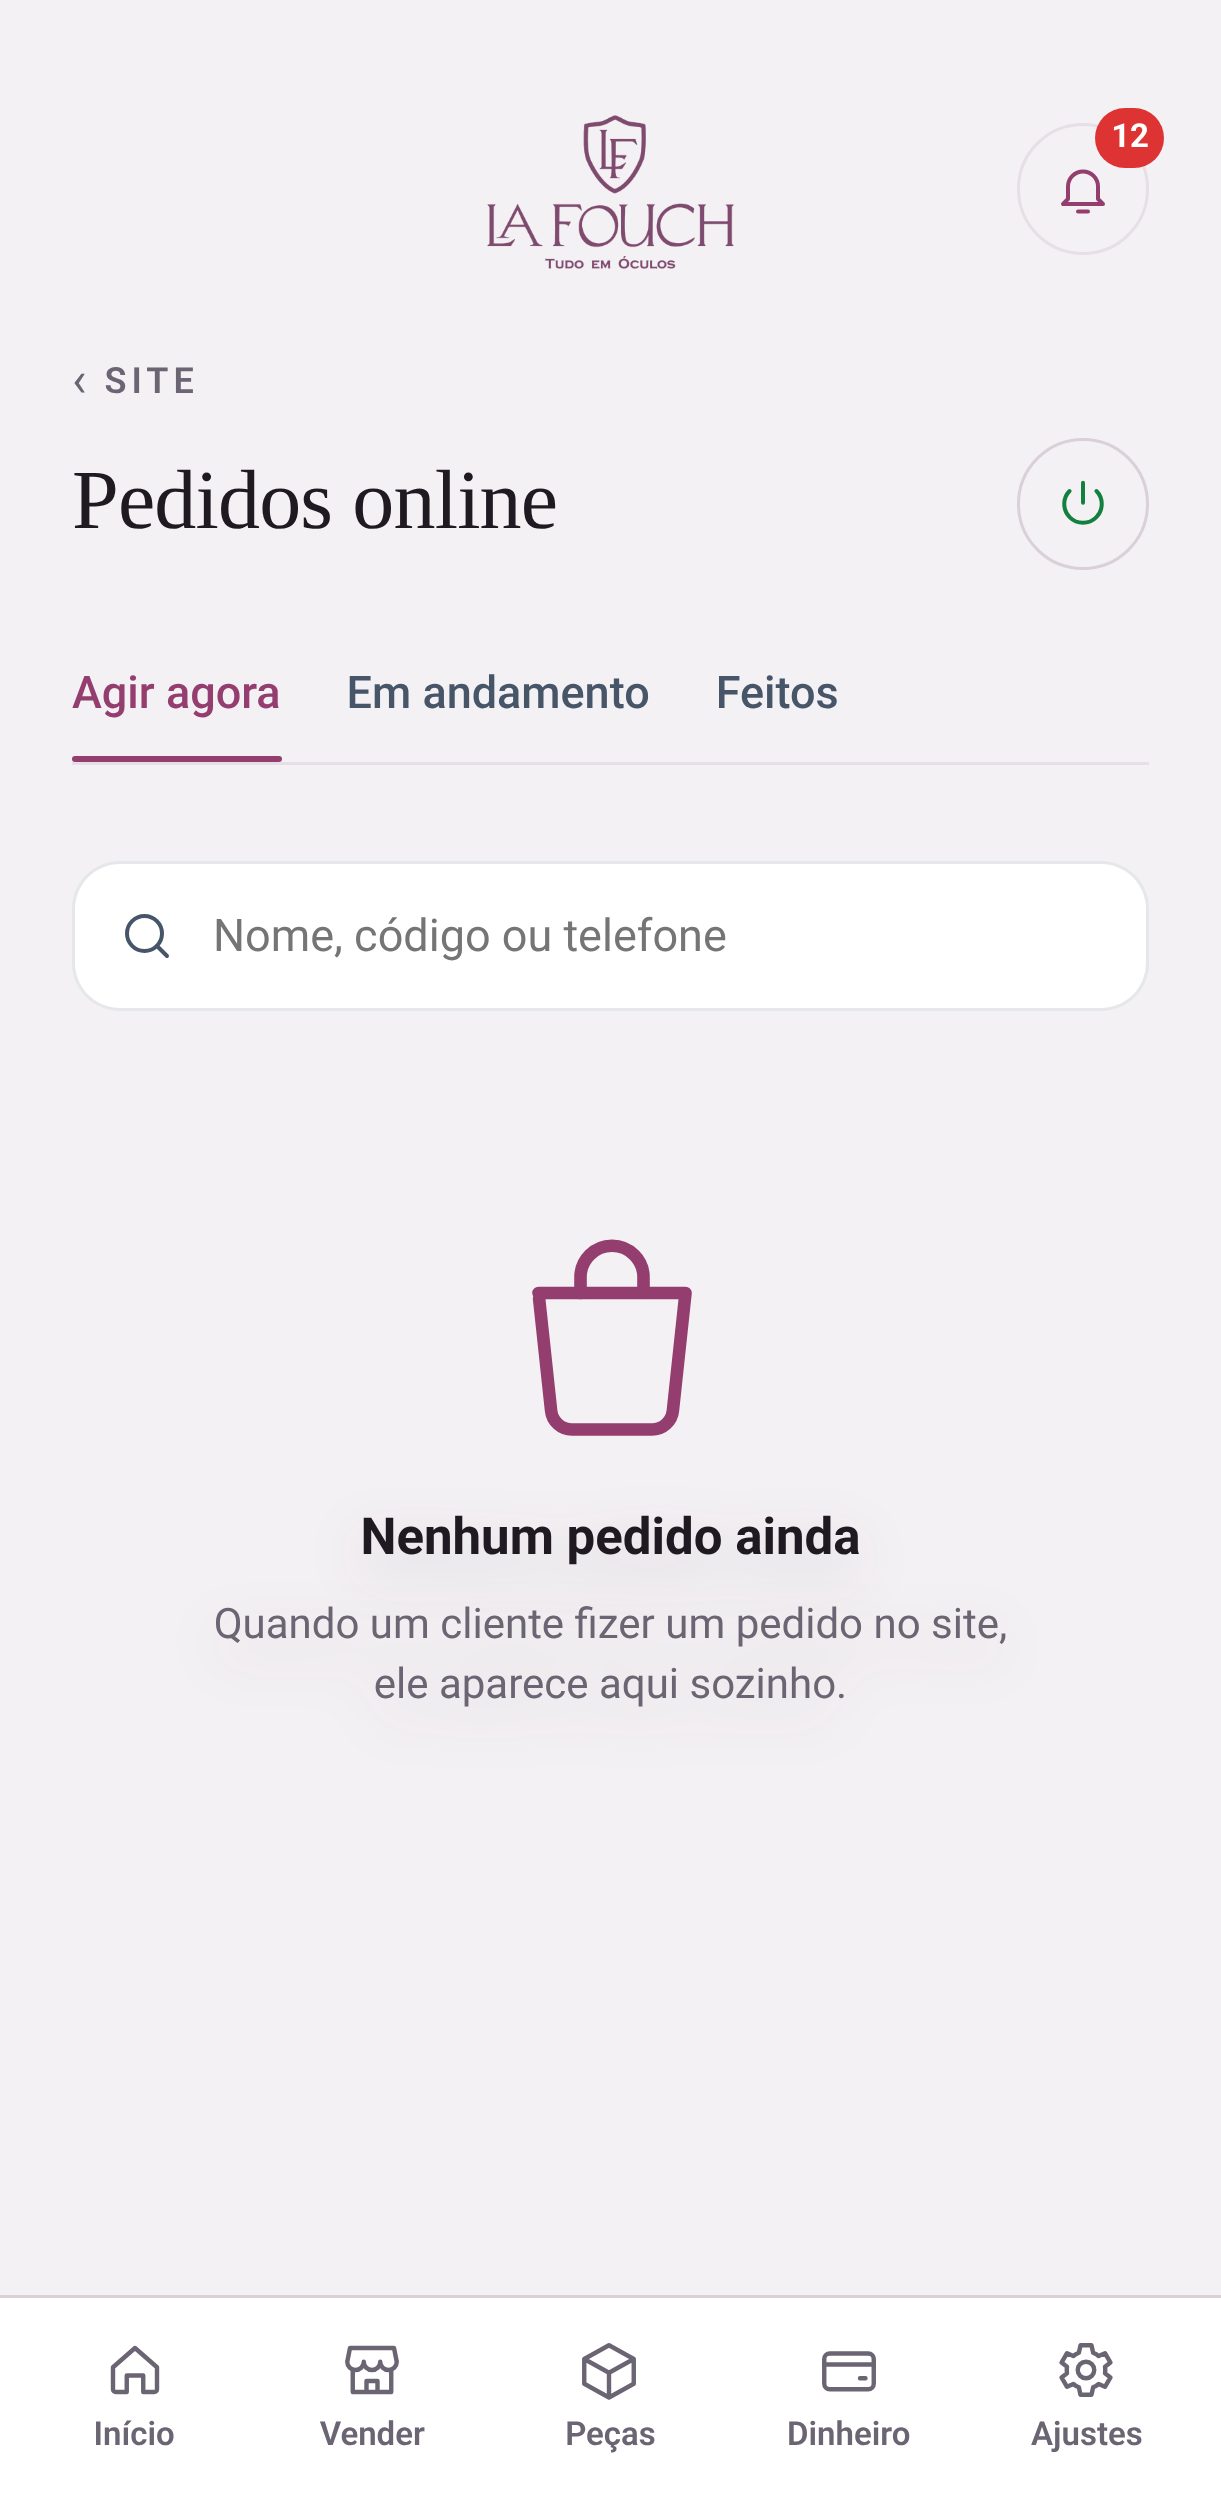 12
LF
LA FOUCH
TUDO EM ÓCULOS
‹ SITE
Pedidos online
Agir agora Em andamento Feitos
Nome, código ou telefone
Nenhum pedido ainda
Quando um cliente fizer um pedido no site,
ele aparece aqui sozinho.
Início Vender Peças Dinheiro Ajustes